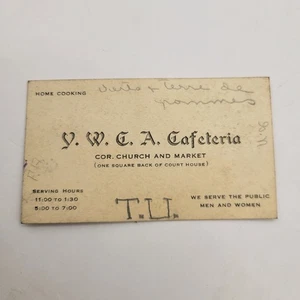 HOME COOKING
de
Y. W. C. A. Cafeteria
COR. CHURCH AND MARKET
(ONE SQUARE BACK OF COURT HOUSE)
SERVING HOURS
11:00 TO 1:30
5:00 TO 7:00
WE SERVE THE PUBLIC
MEN AND WOMEN.
T.U.